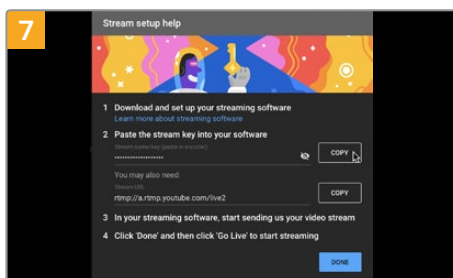 7
Stream setup help
1 Download and set up your streaming software
Learn more about streaming software
2 Paste the stream key into your software
Stream name/key (paste in encoder)
•••••••••••••••••••
COPY
You may also need:
Stream URL
rtmp://a.rtmp.youtube.com/live2
COPY
3 In your streaming software, start sending us your video stream
4 Click 'Done' and then click 'Go Live' to start streaming
DONE